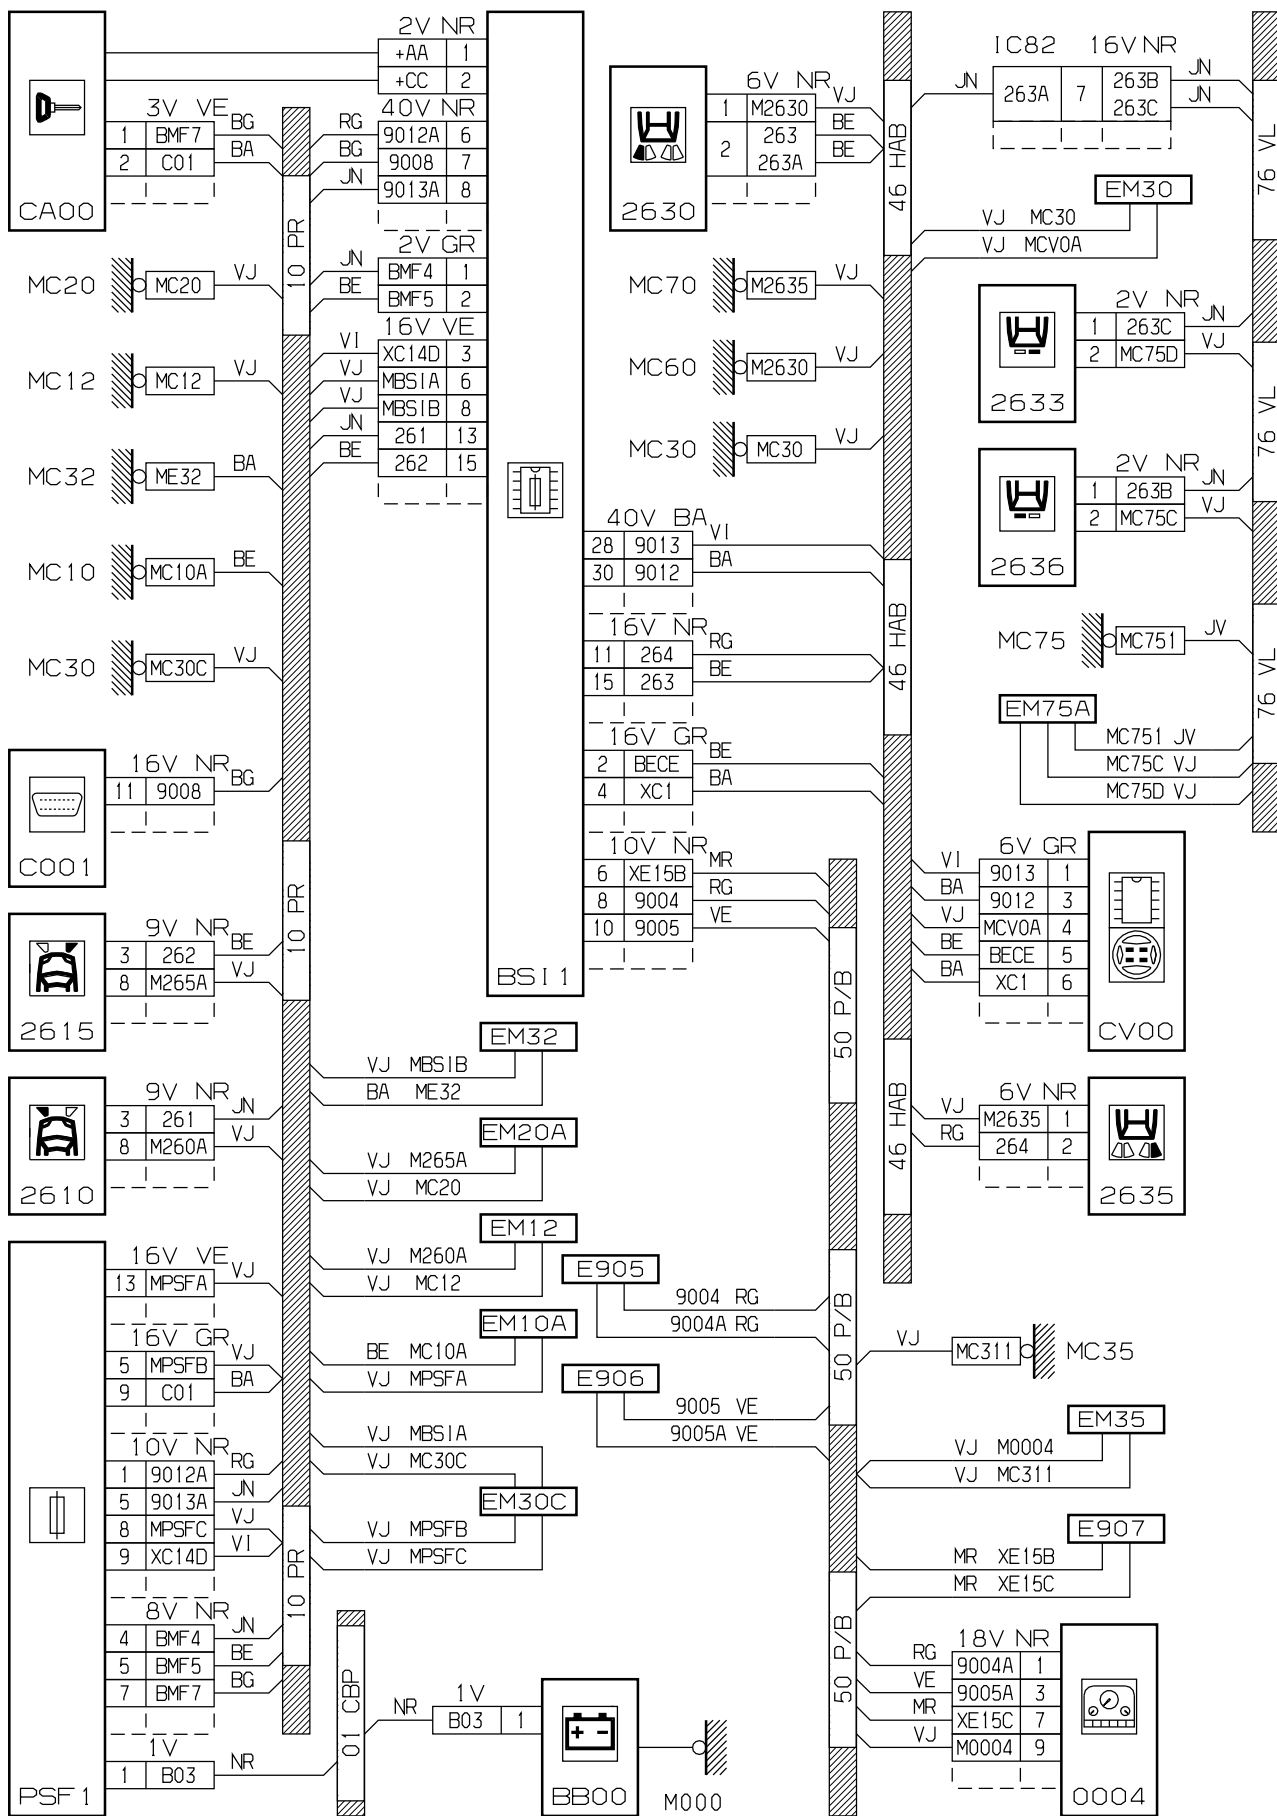 CA00
3V VE
1 BMF7 BG
2 C01 BA
MC20 MC20 VJ
MC12 MC12 VJ
MC32 ME32 BA
MC10 MC10A BE
MC30 MC30C VJ
C001
16V NR
11 9008 BG
2615
9V NR
3 262 BE
8 M265A VJ
2610
9V NR
3 261 JN
8 M260A VJ
PSF1
16V VE
13 MPSFA VJ
16V GR
5 MPSFB VJ
9 C01 BA
10V NR
1 9012A RG
5 9013A JN
8 MPSFC VJ
9 XC14D VI
8V NR
4 BMF4 JN
5 BMF5 BE
7 BMF7 BG
1V
1 B03 NR
10 PR
10 PR
10 PR
01 CBP
2V NR
+AA 1
+CC 2
40V NR
RG 9012A 6
BG 9008 7
JN 9013A 8
2V GR
JN BMF4 1
BE BMF5 2
16V VE
VI XC14D 3
VJ MBSIA 6
VJ MBSIB 8
JN 261 13
BE 262 15
BSI1
40V BA
28 9013 VI
30 9012 BA
16V NR
11 264 RG
15 263 BE
16V GR
2 BECE BE
4 XC1 BA
10V NR
6 XE15B MR
8 9004 RG
10 9005 VE
EM32
VJ MBSIB
BA ME32
EM20A
VJ M265A
VJ MC20
EM12
VJ M260A
VJ MC12
EM10A
BE MC10A
VJ MPSFA
VJ MBSIA
VJ MC30C
EM30C
VJ MPSFB
VJ MPSFC
NR
1V
B03 1
BB00
M000
2630
6V NR
1 M2630 VJ
2 263 BE
263A BE
MC70 M2635 VJ
MC60 M2630 VJ
MC30 MC30 VJ
46 HAB
46 HAB
46 HAB
50 P/B
50 P/B
50 P/B
E905
9004 RG
9004A RG
E906
9005 VE
9005A VE
IC82 16V NR
JN 263A 7 263B JN
263C JN
EM30
VJ MC30
VJ MCV0A
2633
2V NR
1 263C JN
2 MC75D VJ
2636
2V NR
1 263B JN
2 MC75C VJ
MC75 MC751 JV
EM75A
MC751 JV
MC75C VJ
MC75D VJ
76 VL
76 VL
76 VL
6V GR
VI 9013 1
BA 9012 3
VJ MCV0A 4
BE BECE 5
BA XC1 6
CV00
6V NR
VJ M2635 1
RG 264 2
2635
VJ MC311 MC35
EM35
VJ M0004
VJ MC311
E907
MR XE15B
MR XE15C
18V NR
RG 9004A 1
VE 9005A 3
MR XE15C 7
VJ M0004 9
0004